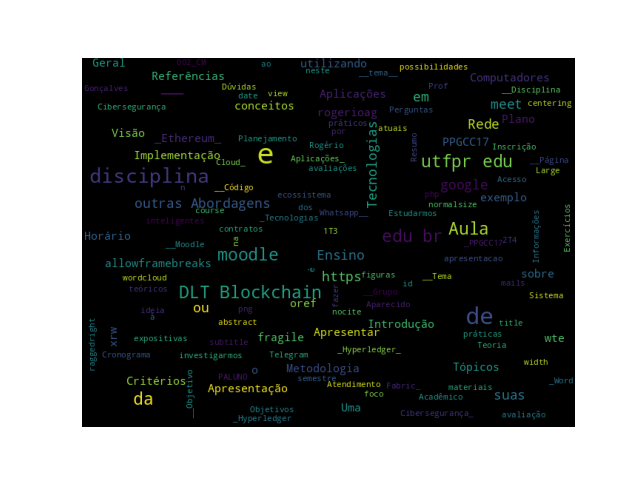 Geral
002_CH
ao
utilizando
neste
__tema__
possibilidades
Referências
Computadores
Gonçalves
Dúvidas
date
view
Aplicações
em
Prof
__Disciplina
Cibersegurança
conceitos
rogerioag
Perguntas
meet
centering
práticos
por
atuais
Rede
Plano
Visão
_Ethereum_
Planejamento
Rogério
Resumo
PPGCC17
Inscrição
Implementação
Cloud_
e
Aplicações_
avaliações
Tecnologias
utfpr edu
__Página
Large
disciplina
n
__Código
ecossistema
google
php
Acesso
exemplo
outras Abordagens
course
_Tecnologias
dos
Whatsapp__
Estudarmos
normalsize
inteligentes
contratos
1T3
edu br
Aula
Informações
Exercícios
Horário
__Moodle
na
_PPGCC17
2T4
moodle
Ensino
apresentacao
allowframebreaks
sobre
wordcloud
https
figuras
__Tema
id
mails
teóricos
DLT Blockchain
fazer
__Grupo
Sistema
ou
oref
Aparecido
de
ideia
png
nocite
Introdução
title
abstract
raggedright
xrw
expositivas
subtitle
fragile
Apresentar
práticas
Teoria
wte
Cronograma
investigarmos
Telegram
_Hyperledger_
width
Critérios
__Objetivo
PALUNO
o
Metodologia
semestre
Tópicos
Apresentação
Atendimento
foco
Fabric_
materiais
Acadêmico
_Word
da
suas
Objetivos
_Hyperledger
Uma
Cibersegurança_
avaliação